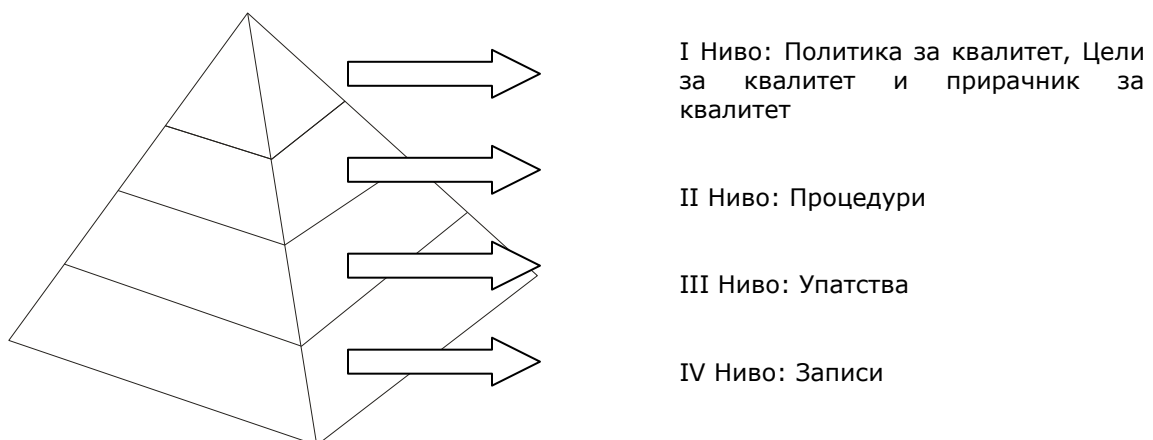 I Ниво: Политика за квалитет, Цели
за квалитет и прирачник за
квалитет
II Ниво: Процедури
III Ниво: Упатства
IV Ниво: Записи